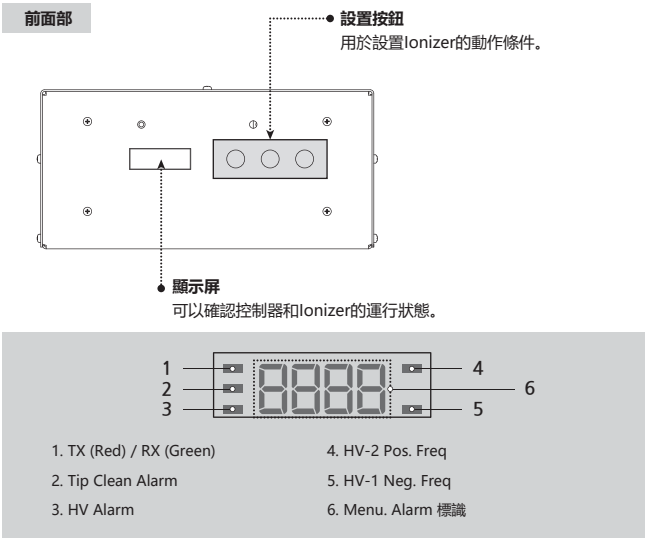 前面部
設置按鈕
用於設置Ionizer的動作條件。
顯示屏
可以確認控制器和Ionizer的運行狀態。
1
2
3
8888
4
5
6
1. TX (Red) / RX (Green)
2. Tip Clean Alarm
3. HV Alarm
4. HV-2 Pos. Freq
5. HV-1 Neg. Freq
6. Menu. Alarm 標識